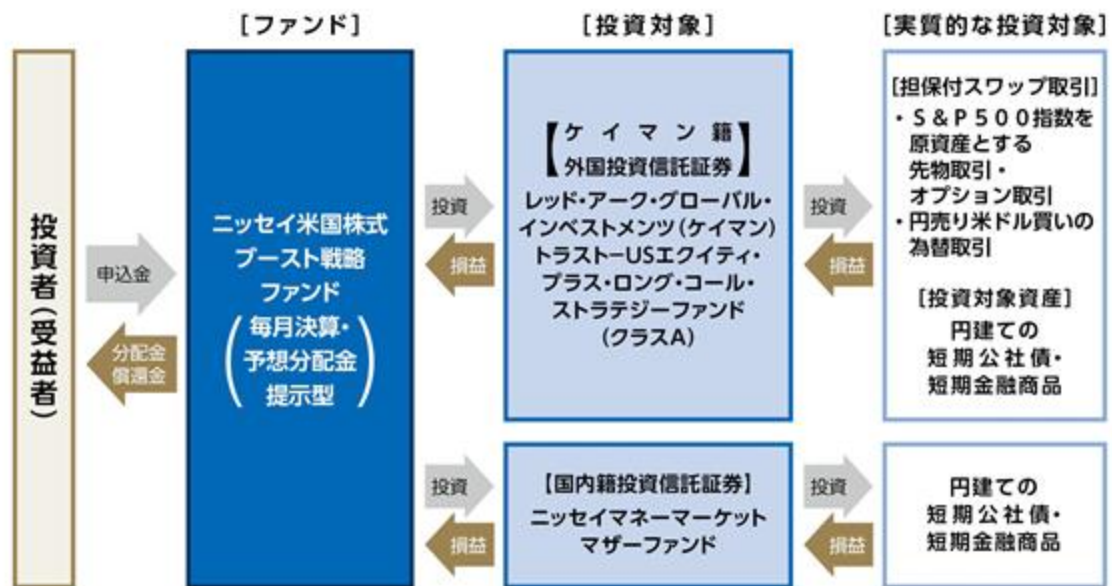 [ファンド]
[投資対象]
[実質的な投資対象]
投資者(受益者)
申込金
分配金
償還金
ニッセイ米国株式
ブースト戦略
ファンド
(毎月決算・
予想分配金
提示型)
投資
損益
【ケイマン籍
外国投資信託証券】
レッド・アーク・グローバル・
インベストメンツ(ケイマン)
トラスト−USエクイティ・
プラス・ロング・コール・
ストラテジーファンド
(クラスA)
投資
損益
[担保付スワップ取引]
・S&P500指数を
原資産とする
先物取引・
オプション取引
・円売り米ドル買いの
為替取引
[投資対象資産]
円建ての
短期公社債・
短期金融商品
投資
損益
【国内籍投資信託証券】
ニッセイマネーマーケット
マザーファンド
投資
損益
円建ての
短期公社債・
短期金融商品